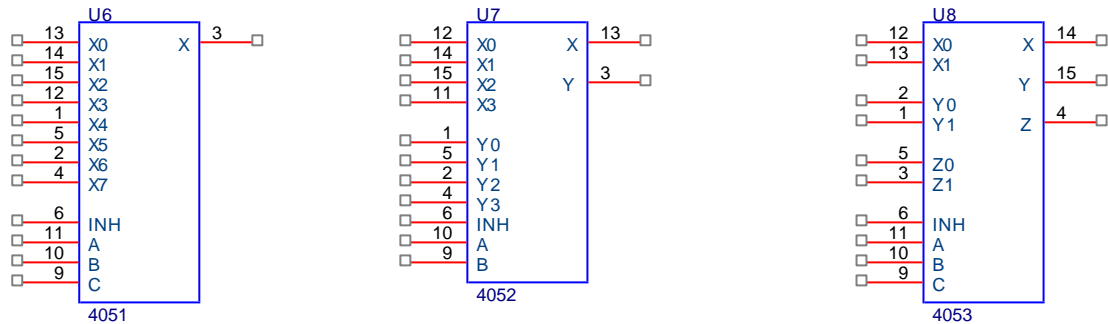 U6
13 X0 X 3
14 X1
15 X2
12 X3
1 X4
5 X5
2 X6
4 X7
6 INH
11 A
10 B
9 C
4051
U7
12 X0 X 13
14 X1
15 X2 Y 3
11 X3
1 Y0
5 Y1
2 Y2
4 Y3
6 INH
10 A
9 B
4052
U8
12 X0 X 14
13 X1
Y 15
2 Y0
1 Y1 Z 4
5 Z0
3 Z1
6 INH
11 A
10 B
9 C
4053